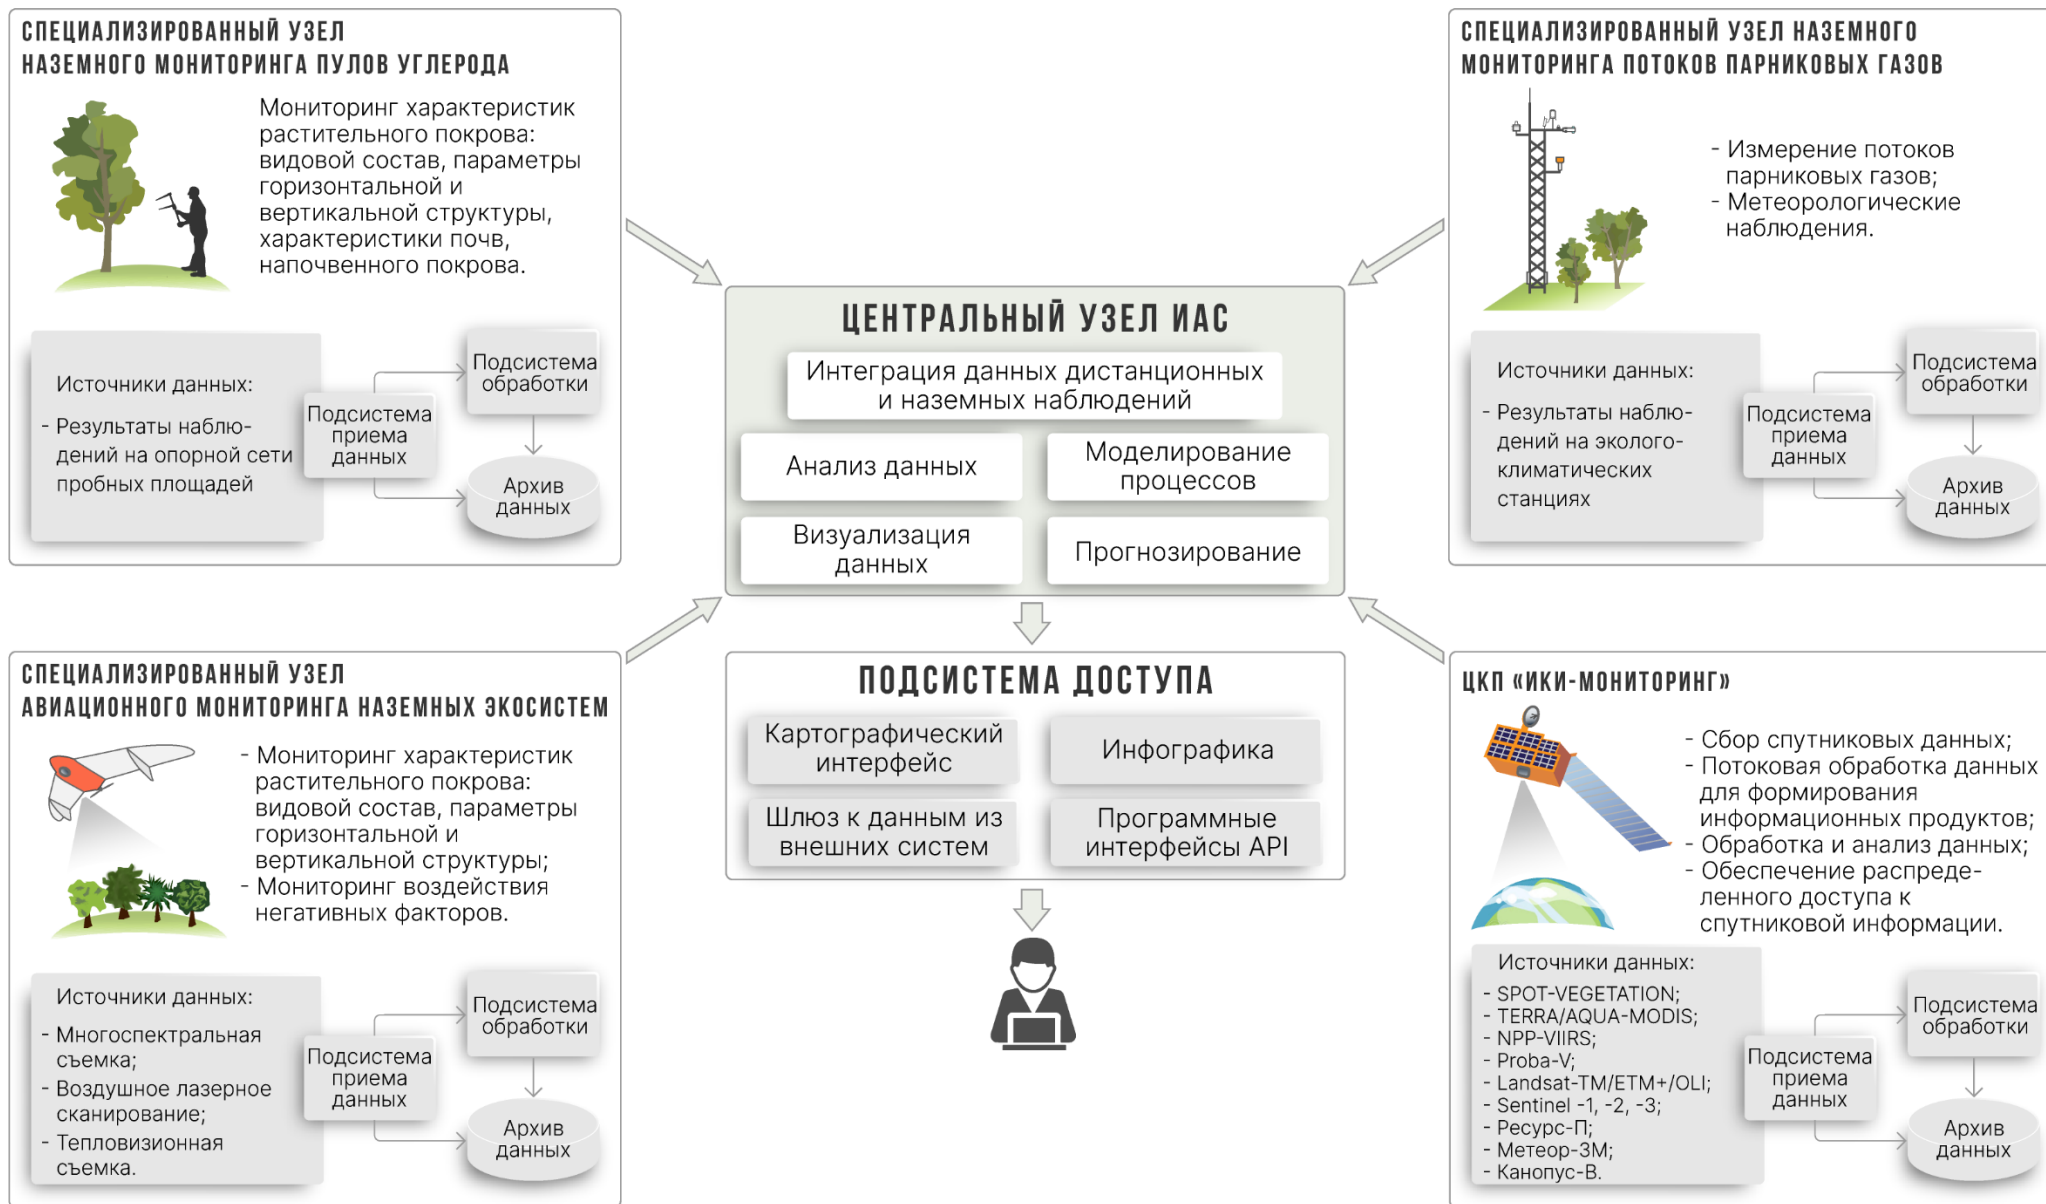 СПЕЦИАЛИЗИРОВАННЫЙ УЗЕЛ
НАЗЕМНОГО МОНИТОРИНГА ПУЛОВ УГЛЕРОДА
Мониторинг характеристик
растительного покрова:
видовой состав, параметры
горизонтальной и
вертикальной структуры,
характеристики почв,
напочвенного покрова.
Источники данных:
- Результаты наблю-
дений на опорной сети
пробных площадей
Подсистема
приема
данных
Подсистема
обработки
Архив
данных
СПЕЦИАЛИЗИРОВАННЫЙ УЗЕЛ НАЗЕМНОГО
МОНИТОРИНГА ПОТОКОВ ПАРНИКОВЫХ ГАЗОВ
- Измерение потоков
парниковых газов;
- Метеорологические
наблюдения.
Источники данных:
- Результаты наблю-
дений на эколого-
климатических
станциях
Подсистема
приема
данных
Подсистема
обработки
Архив
данных
ЦЕНТРАЛЬНЫЙ УЗЕЛ ИАС
Интеграция данных дистанционных
и наземных наблюдений
Анализ данных
Моделирование
процессов
Визуализация
данных
Прогнозирование
ПОДСИСТЕМА ДОСТУПА
Картографический
интерфейс
Инфографика
Шлюз к данным из
внешних систем
Программные
интерфейсы API
СПЕЦИАЛИЗИРОВАННЫЙ УЗЕЛ
АВИАЦИОННОГО МОНИТОРИНГА НАЗЕМНЫХ ЭКОСИСТЕМ
- Мониторинг характеристик
растительного покрова:
видовой состав, параметры
горизонтальной и
вертикальной структуры;
- Мониторинг воздействия
негативных факторов.
Источники данных:
- Многоспектральная
съемка;
- Воздушное лазерное
сканирование;
- Тепловизионная
съемка.
Подсистема
приема
данных
Подсистема
обработки
Архив
данных
ЦКП «ИКИ-МОНИТОРИНГ»
- Сбор спутниковых данных;
- Потоковая обработка данных
для формирования
информационных продуктов;
- Обработка и анализ данных;
- Обеспечение распреде-
ленного доступа к
спутниковой информации.
Источники данных:
- SPOT-VEGETATION;
- TERRA/AQUA-MODIS;
- NPP-VIIRS;
- Proba-V;
- Landsat-TM/ETM+/OLI;
- Sentinel -1, -2, -3;
- Ресурс-П;
- Метеор-3М;
- Канопус-В.
Подсистема
приема
данных
Подсистема
обработки
Архив
данных